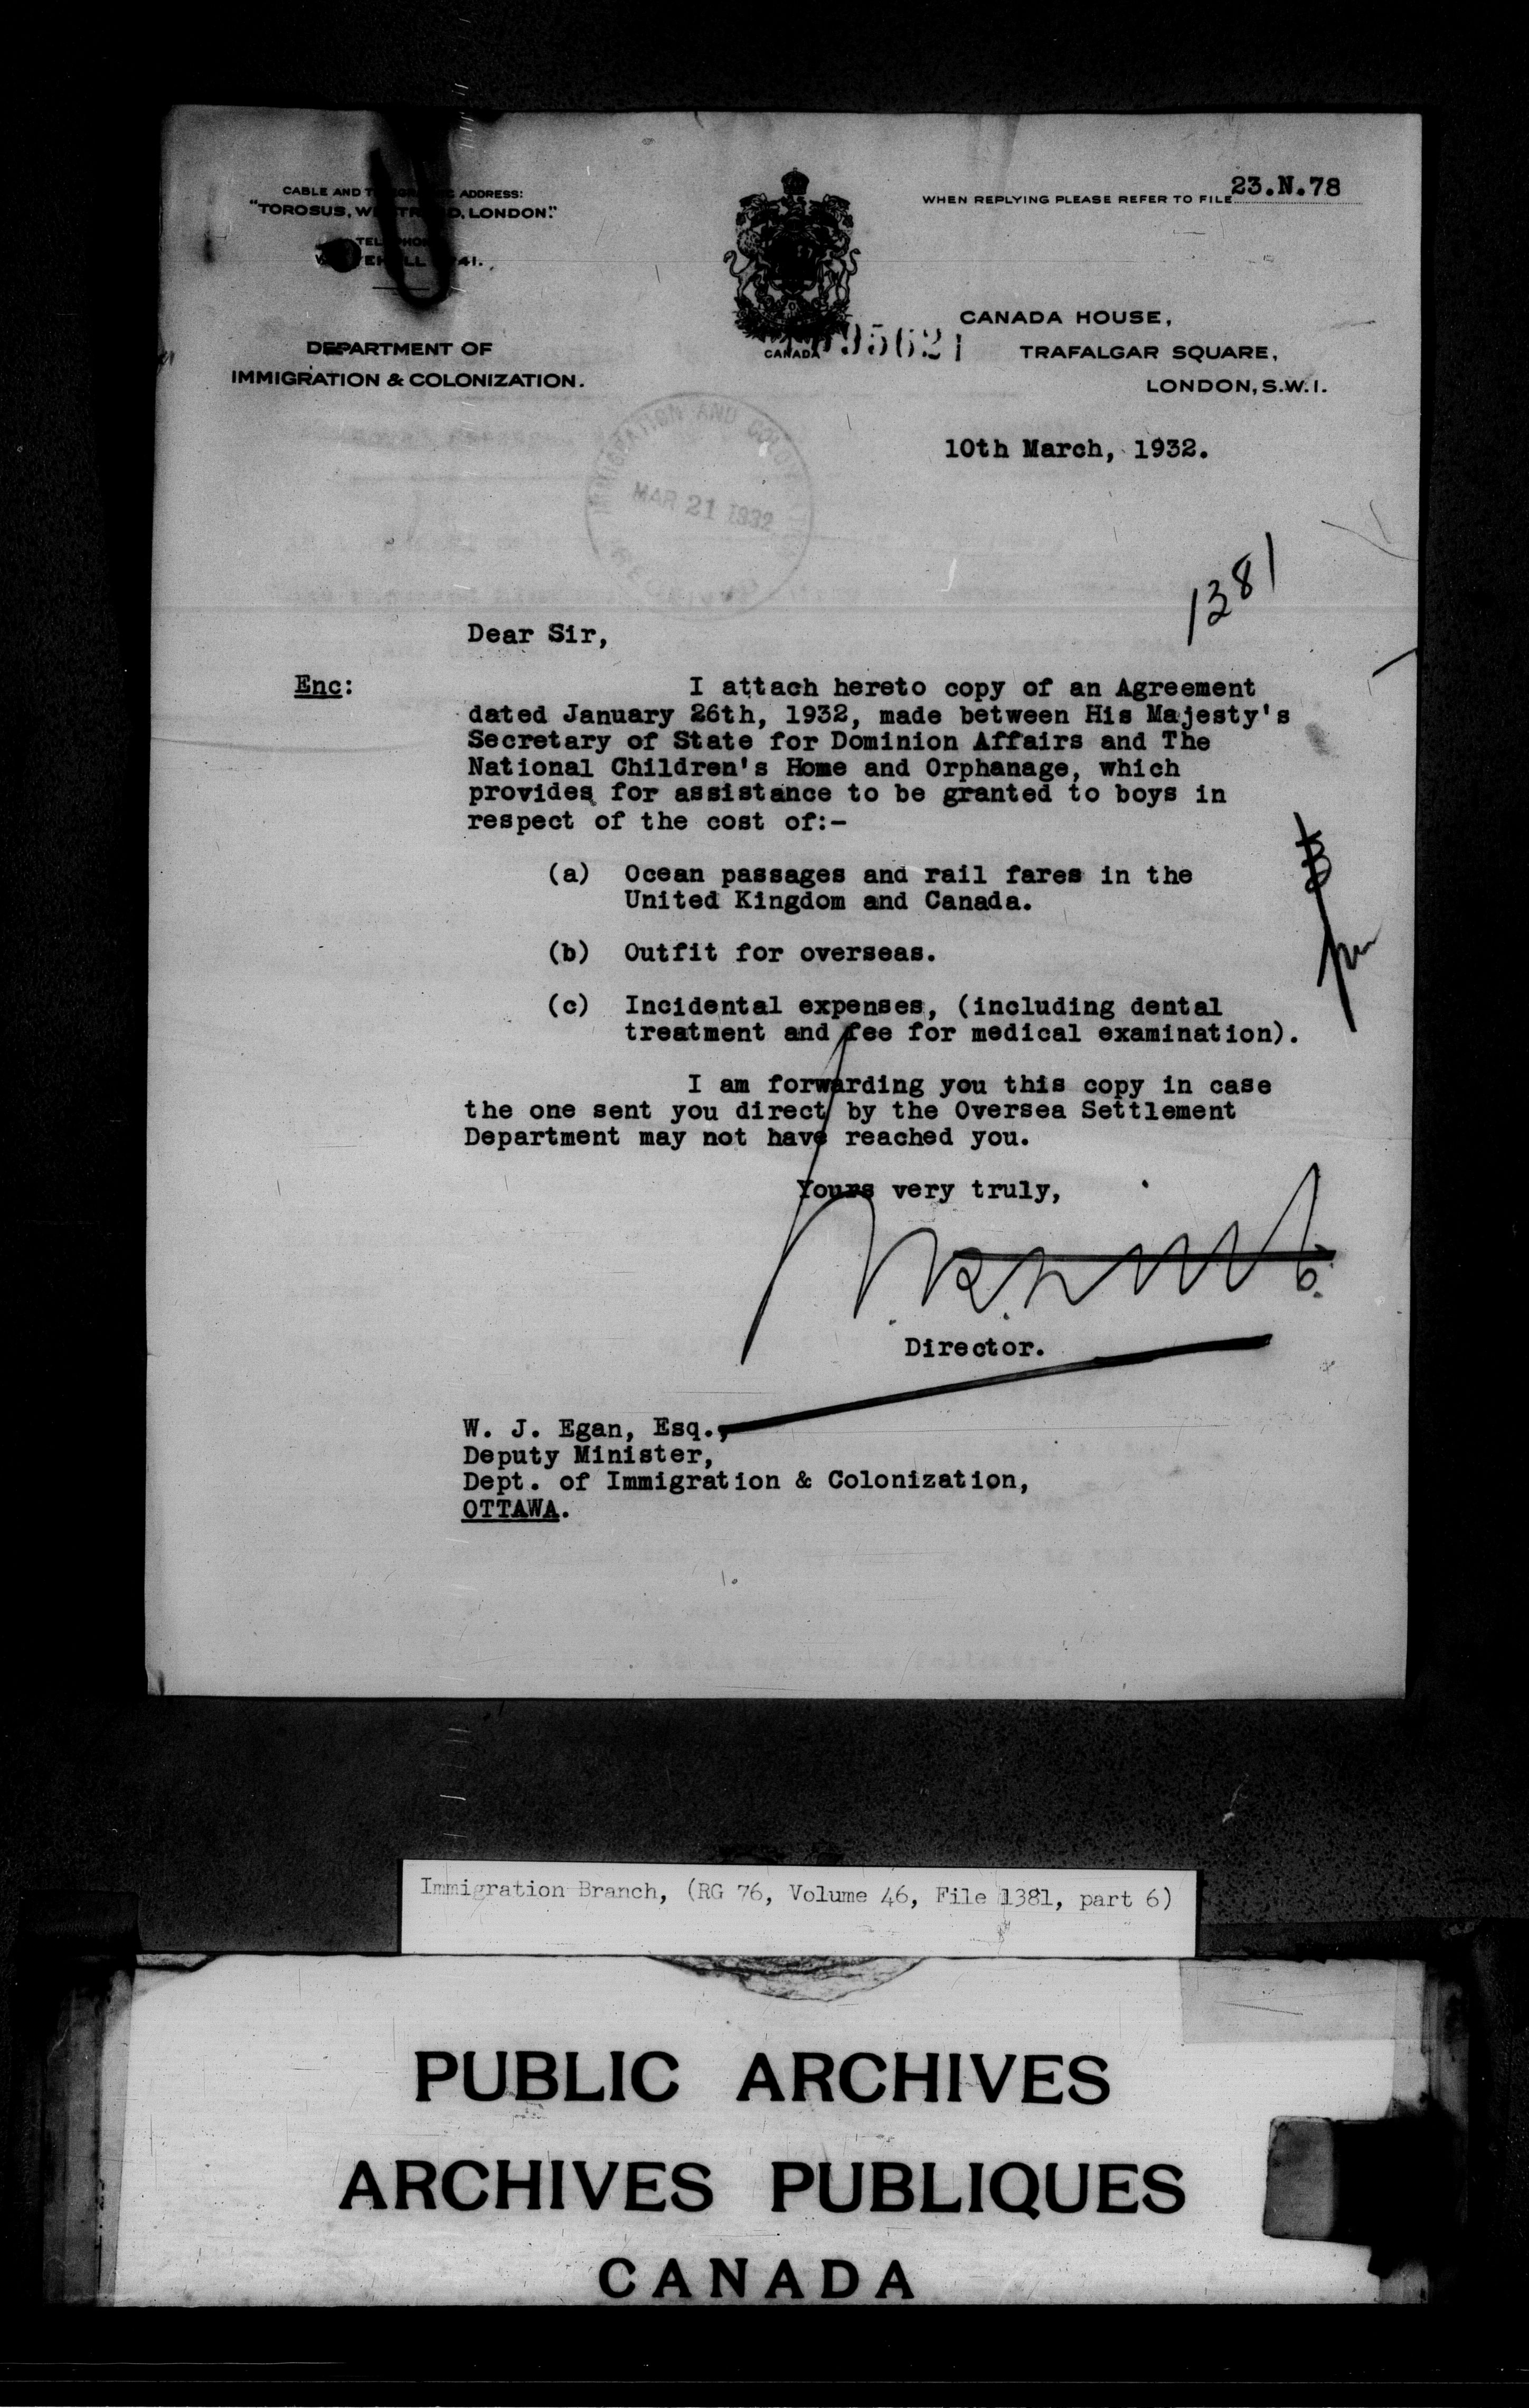 CABLE AND ADDRESS:
LONDON."
"TOROSUS,
23.N.78
WHEN REPLYING PLEASE REFER TO FILE
CANADA
95621
CANADA HOUSE,
TRAFALGAR SQUARE,
LONDON, S.W.1.
DEPARTMENT OF
IMMIGRATION & COLONIZATION.
10th March, 1932.
IMMIGRATION AND
MAR 21 1932
1381
Dear Sir,
Enc:
I attach hereto copy of an Agreement
dated January 26th, 1932, made between His Majesty's
Secretary of State for Dominion Affairs and The
National Children's Home and Orphanage, which
provides for assistance to be granted to boys in
respect of the cost of:-
(a) Ocean passages and rail fares in the
United Kingdom and Canada.
(b) Outfit for overseas.
(c) Incidental expenses, (including dental
treatment and fee for medical examination).
I am forwarding you this copy in case
the one sent you direct by the Oversea Settlement
Department may not have reached you.
Yours very truly,
Director.
W. J. Egan, Esq.,
Deputy Minister,
Dept. of Immigration & Colonization,
OTTAWA.
Immigration Branch, (RG 76, Volume 46, File 1381, part 6)
PUBLIC ARCHIVES
ARCHIVES PUBLIQUES
CANADA